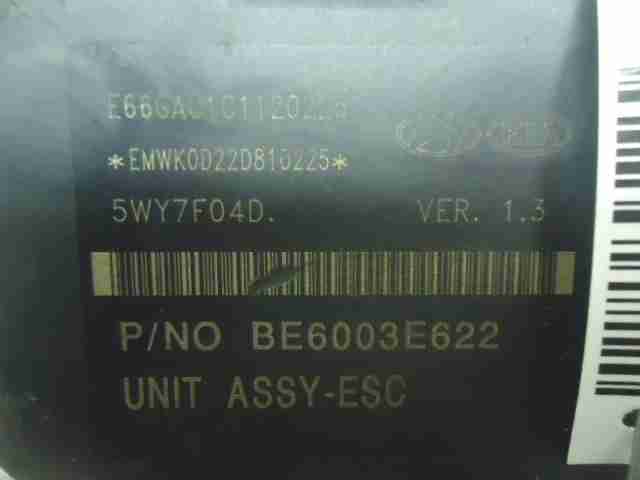 *EMWK0D22D810225*
5WY7F04D. VER. 1.3
P/NO BE6003E622
UNIT ASSY-ESC